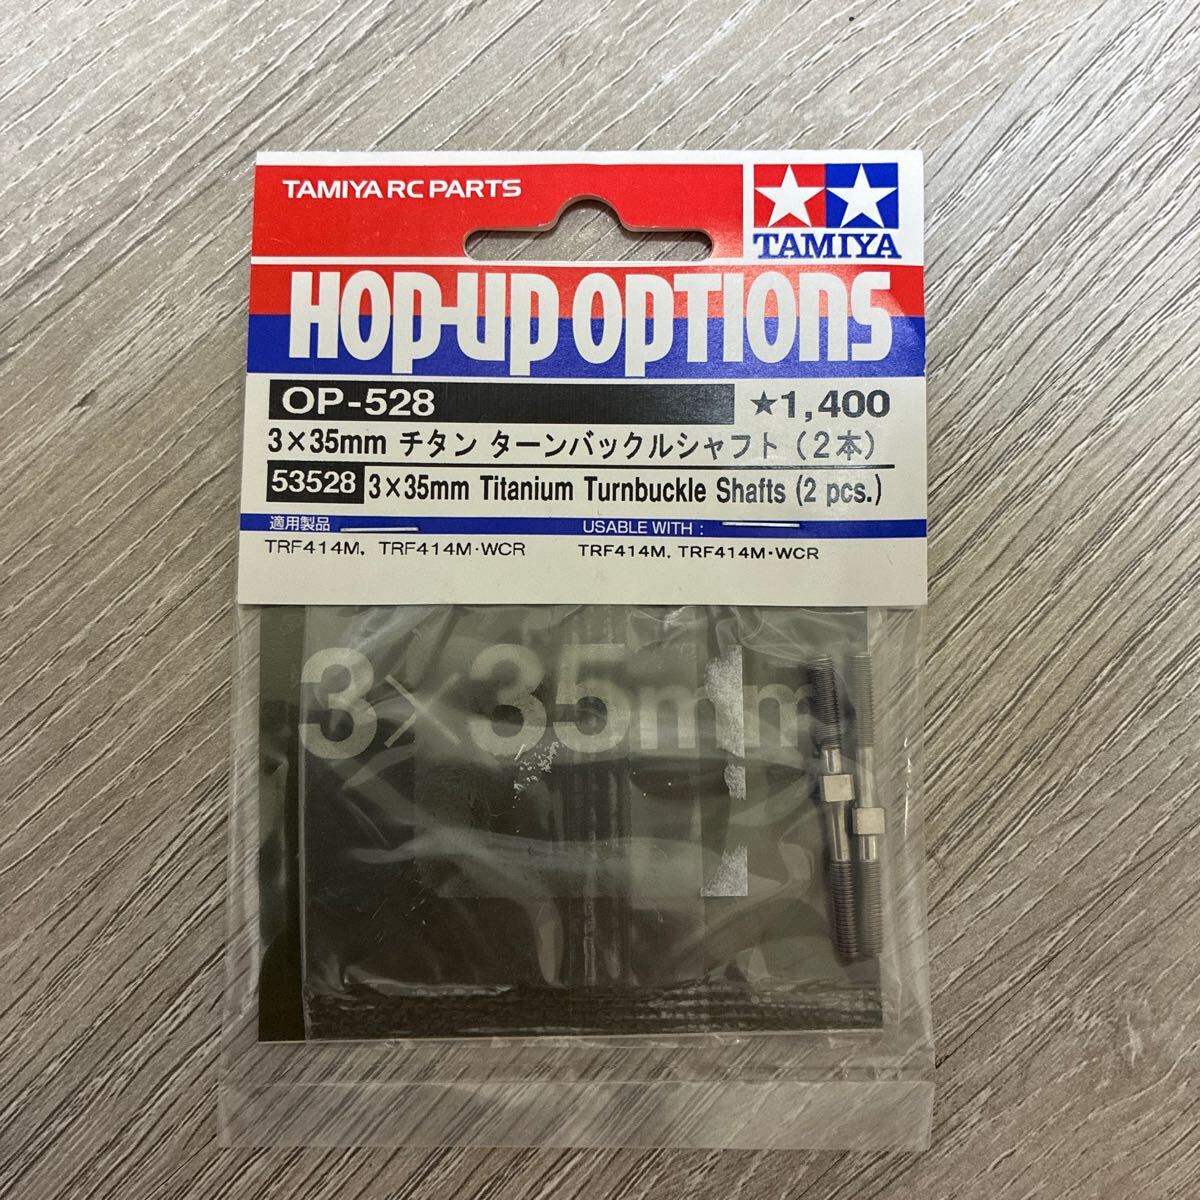 TAMIYA RC PARTS
TAMIYA
HOP-UP OPTIONS
OP-528 ★1,400
3×35mm チタン ターンバックルシャフト（2本）
53528 3×35mm Titanium Turnbuckle Shafts (2 pcs.)
適用製品
TRF414M, TRF414M·WCR
USABLE WITH :
TRF414M, TRF414M·WCR
3×35mm